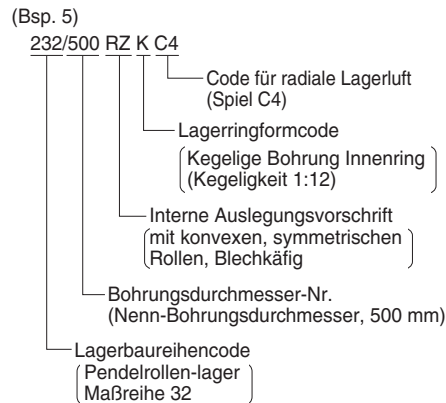 (Bsp. 5)
232/500 RZ K C4
Code für radiale Lagerluft
(Spiel C4)
Lagerringformcode
Kegelige Bohrung Innenring
(Kegeligkeit 1:12)
Interne Auslegungsvorschrift
mit konvexen, symmetrischen
Rollen, Blechkäfig
Bohrungsdurchmesser-Nr.
(Nenn-Bohrungsdurchmesser, 500 mm)
Lagerbaureihencode
Pendelrollen-lager
Maßreihe 32